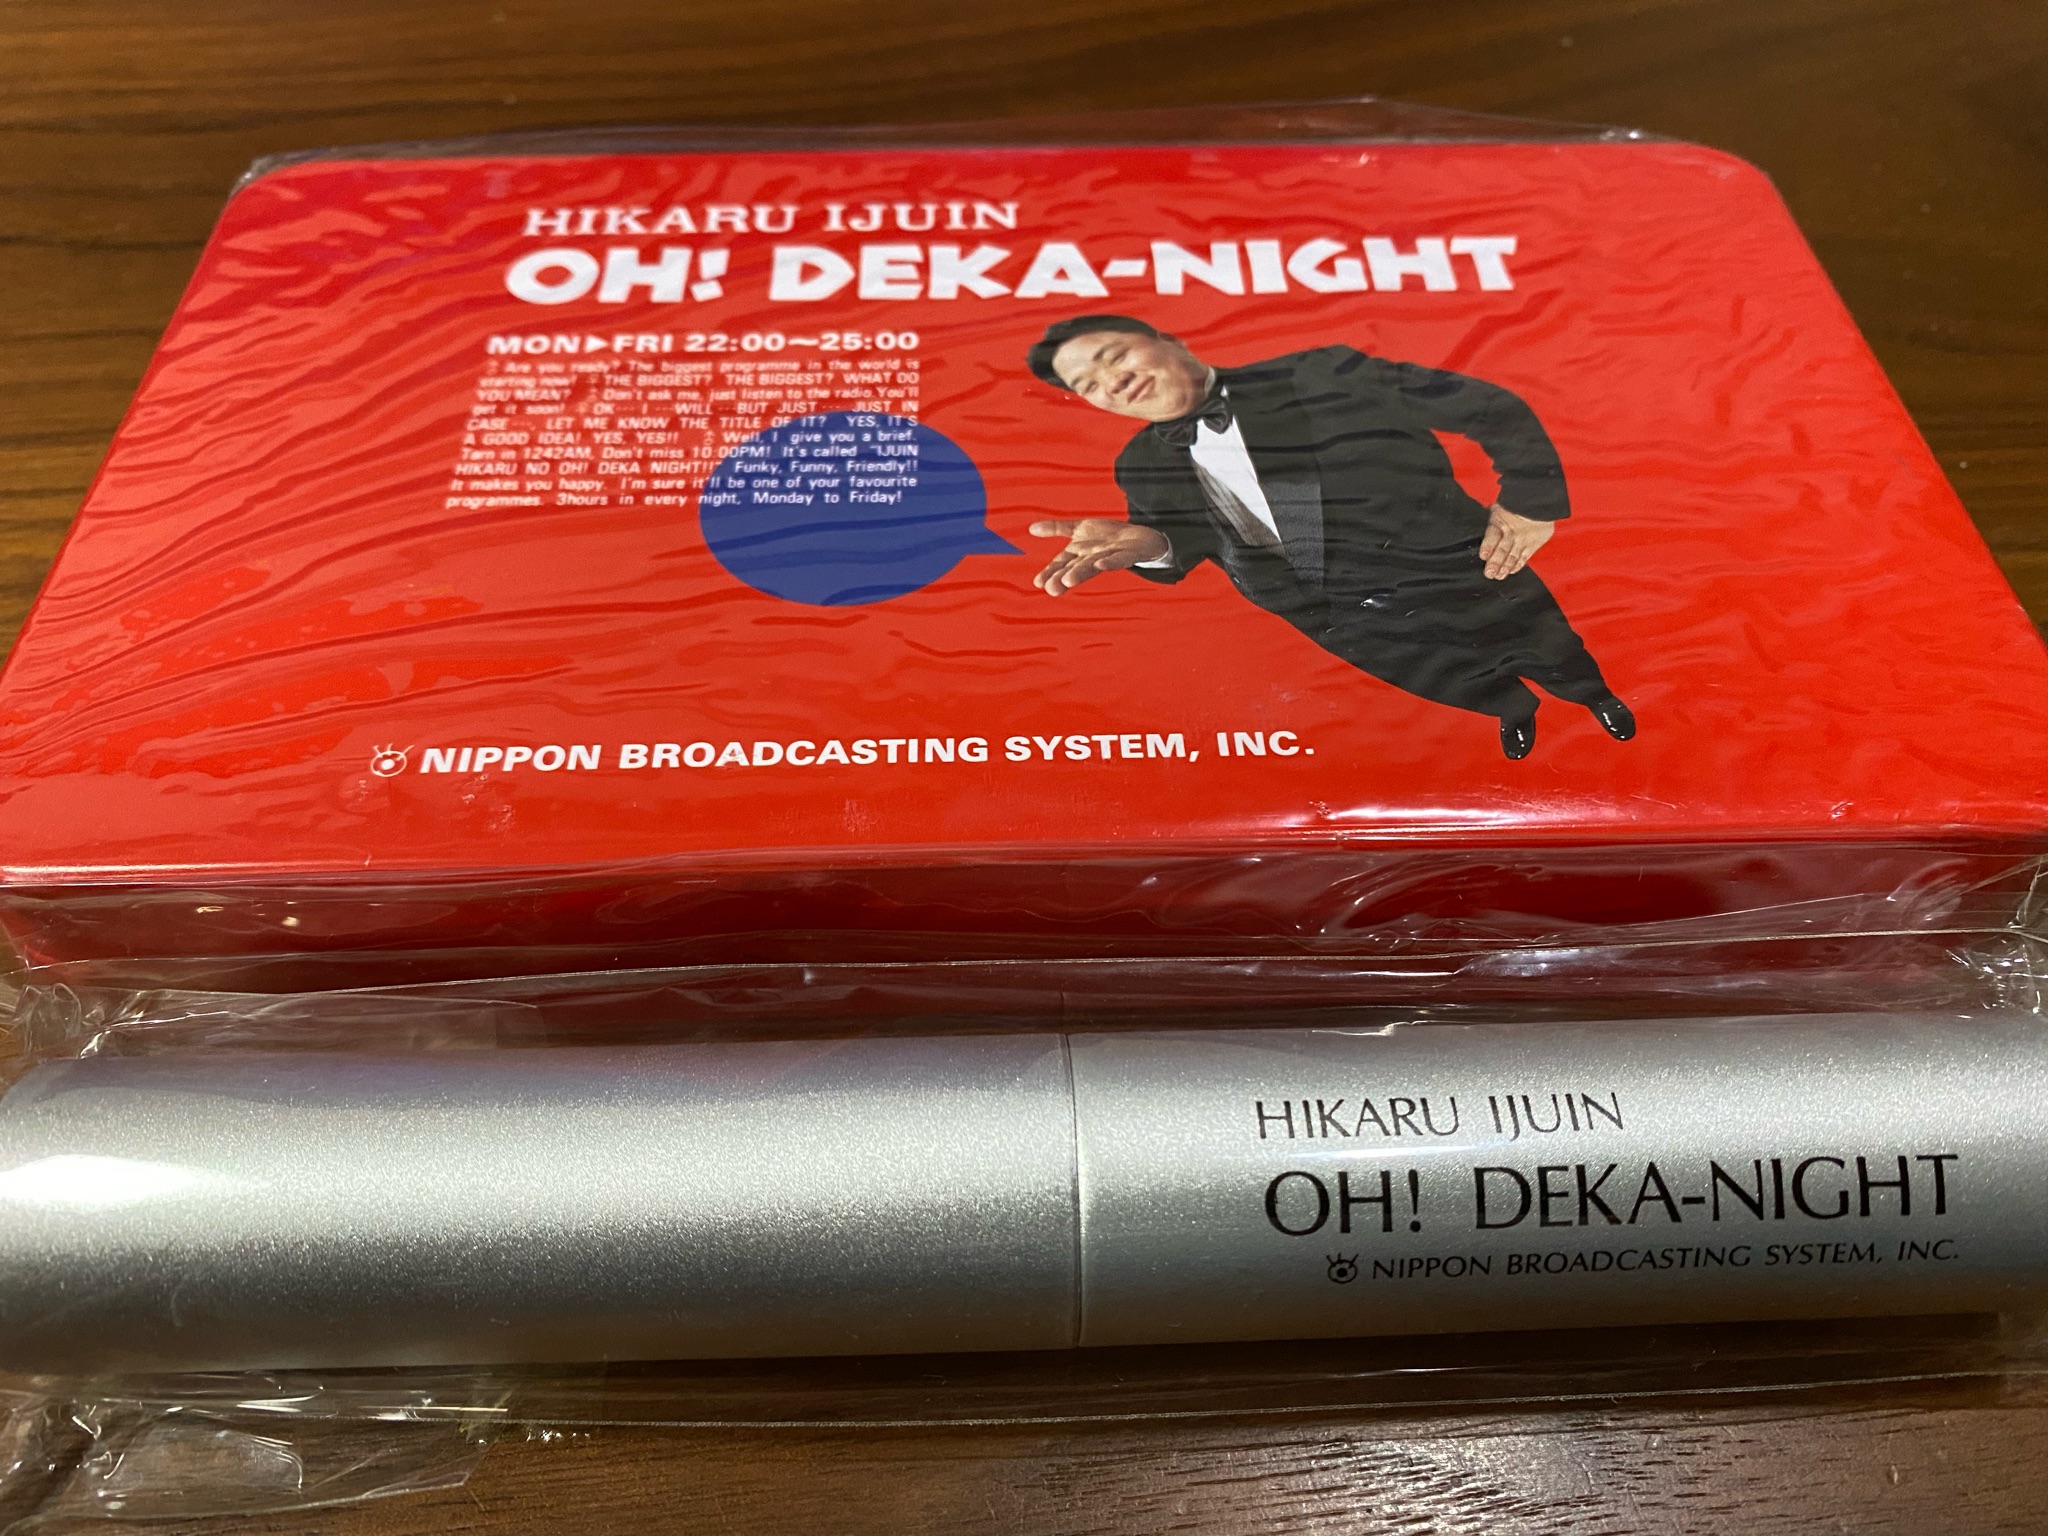 HIKARU IJUIN
OH! DEKA-NIGHT
MON▶FRI 22:00〜25:00
Are you ready? The biggest programme in the world is
starting now! THE BIGGEST? THE BIGGEST? WHAT DO
YOU MEAN? Don't ask me, just listen to the radio. You'll
get it soon! OK… I …WILL…BUT JUST… JUST IN
CASE…, LET ME KNOW THE TITLE OF IT? YES, IT'S
A GOOD IDEA! YES, YES!! Well, I give you a brief.
Tarn in 1242AM, Don't miss 10:00PM! It's called "IJUIN
HIKARU NO OH! DEKA NIGHT!!" Funky, Funny, Friendly!!
It makes you happy. I'm sure it'll be one of your favourite
programmes. 3hours in every night, Monday to Friday!
NIPPON BROADCASTING SYSTEM, INC.
HIKARU IJUIN
OH! DEKA-NIGHT
NIPPON BROADCASTING SYSTEM, INC.